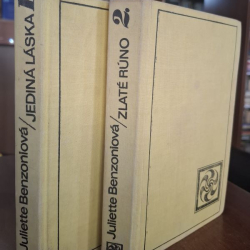 Juliette Benzoniová/JEDINÁ LÁSKA
Juliette Benzoniová/ZLATÉ RÚNO 2.